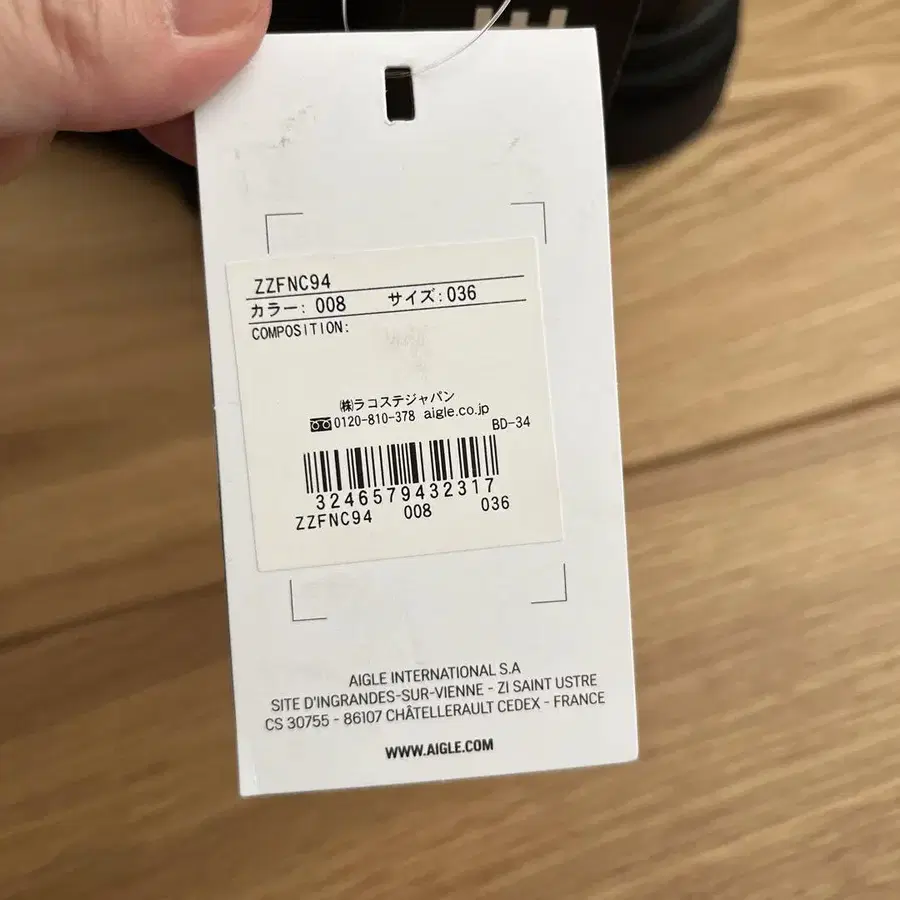 ZZFNC94
カラー: 008 サイズ:036
COMPOSITION:
㈱ラコステジャパン
0120-810-378 aigle.co.jp
BD-34
3246579432317
ZZFNC94 008 036
AIGLE INTERNATIONAL S.A
SITE D'INGRANDES-SUR-VIENNE - ZI SAINT USTRE
CS 30755 - 86107 CHÂTELLERAULT CEDEX - FRANCE
WWW.AIGLE.COM